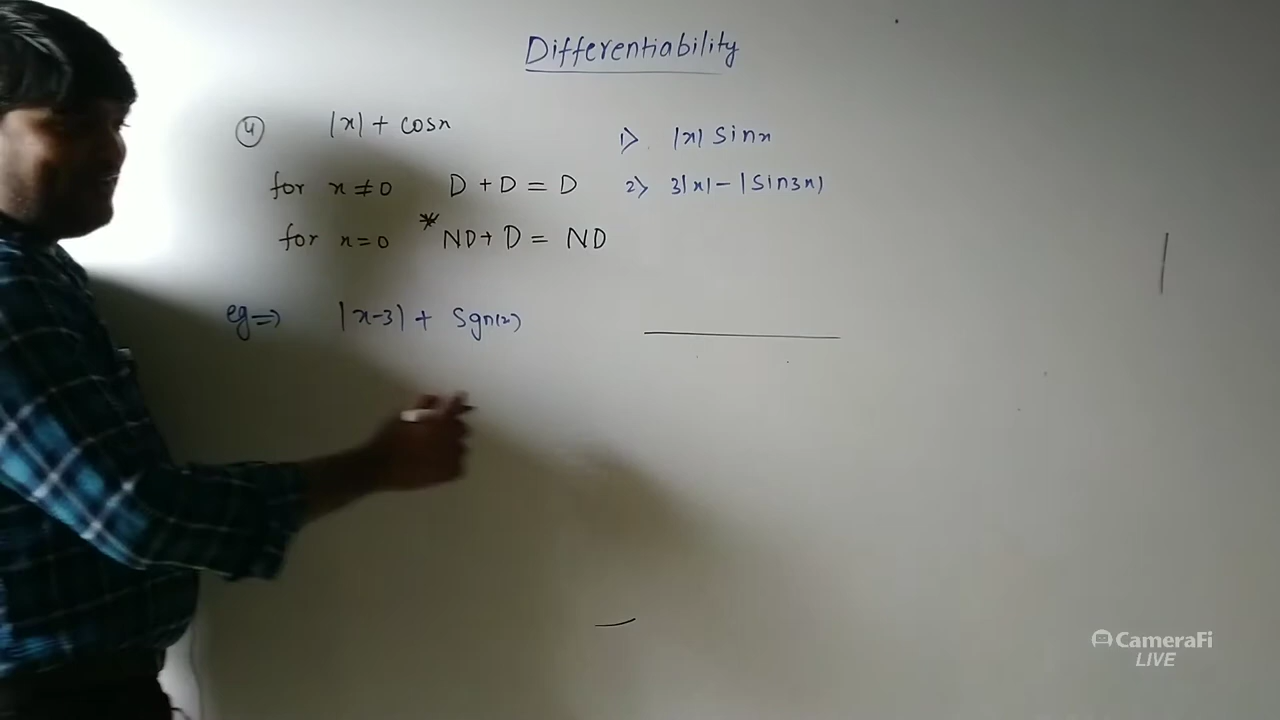 Differentiability
④ |x| + cosx
for x ≠ 0 D + D = D
for x = 0 *ND + D = ND
eg ⇒ |x-3| + Sgn(2)
1> |x| Sinx
2> 3|x| - |Sin3x|
CameraFi
LIVE